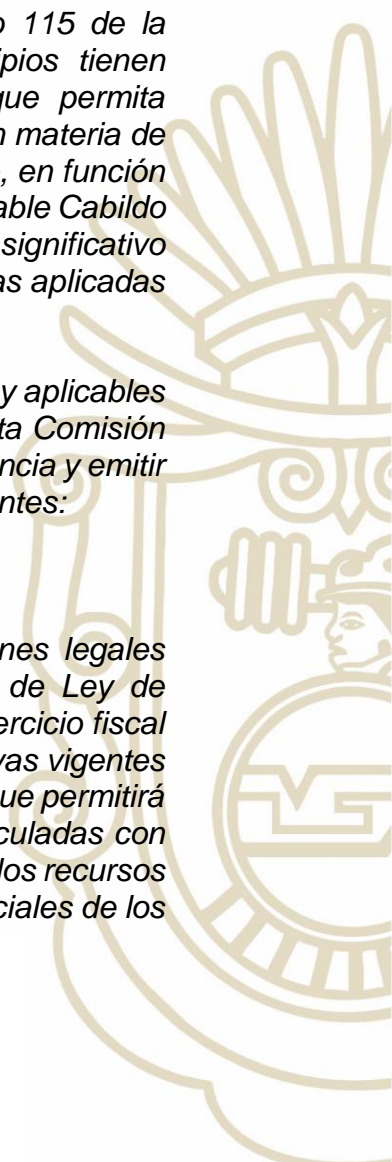 o 115 de la
ipios tienen
que permita
n materia de
, en función
able Cabildo
significativo
as aplicadas
y aplicables
ta Comisión
ncia y emitir
entes:
nes legales
de Ley de
ercicio fiscal
vas vigentes
ue permitirá
culadas con
los recursos
ciales de los